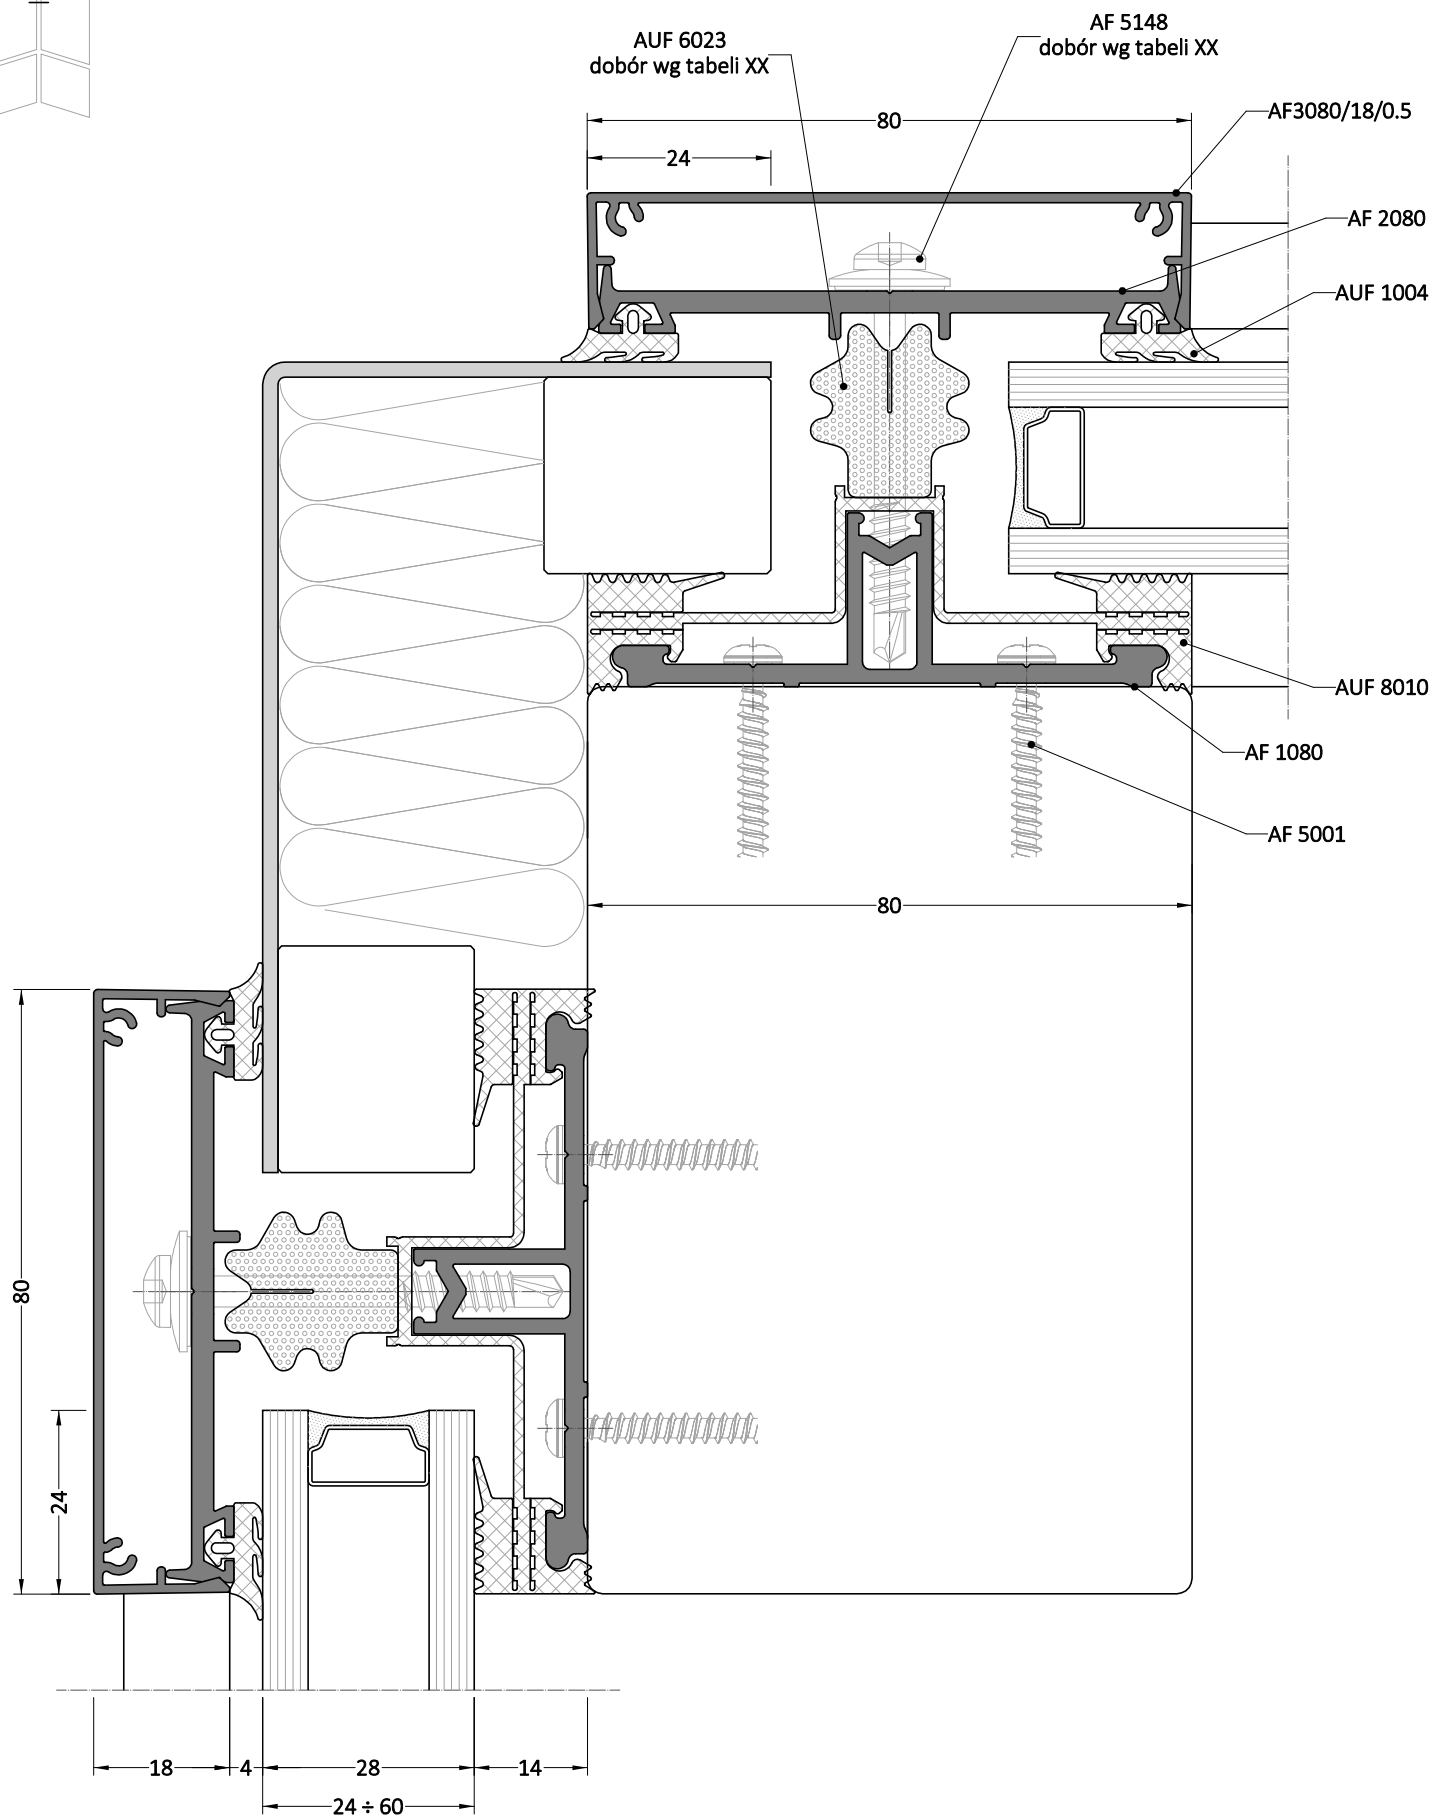 AF 5148
dobór wg tabeli XX
AUF 6023
dobór wg tabeli XX
AF3080/18/0.5
80
24
AF 2080
AUF 1004
AUF 8010
AF 1080
AF 5001
80
80
24
18
4
28
14
24 ÷ 60